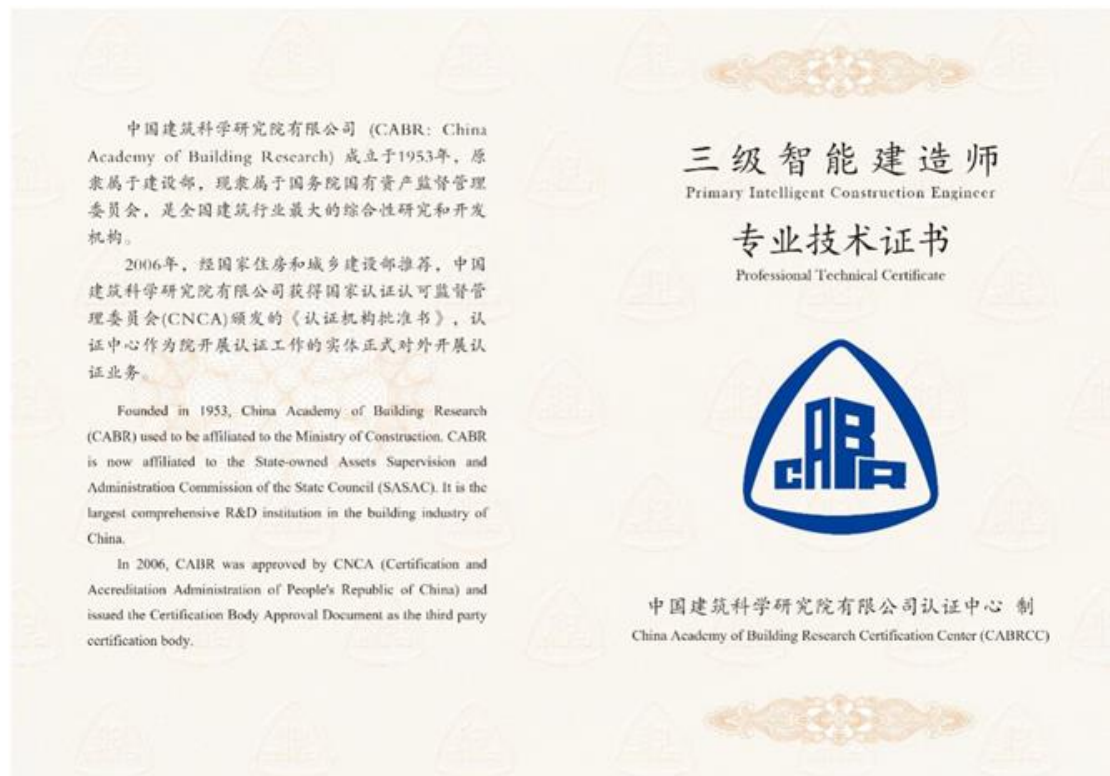 中国建筑科学研究院有限公司 (CABR: China
Academy of Building Research) 成立于1953年，原
隶属于建设部，现隶属于国务院国有资产监督管理
委员会，是全国建筑行业最大的综合性研究和开发
机构。
2006年，经国家住房和城乡建设部推荐，中国
建筑科学研究院有限公司获得国家认证认可监督管
理委员会(CNCA)颁发的《认证机构批准书》，认
证中心作为院开展认证工作的实体正式对外开展认
证业务。
Founded in 1953, China Academy of Building Research
(CABR) used to be affiliated to the Ministry of Construction. CABR
is now affiliated to the State-owned Assets Supervision and
Administration Commission of the State Council (SASAC). It is the
largest comprehensive R&D institution in the building industry of
China.
In 2006, CABR was approved by CNCA (Certification and
Accreditation Administration of People's Republic of China) and
issued the Certification Body Approval Document as the third party
certification body.
三级智能建造师
Primary Intelligent Construction Engineer
专业技术证书
Professional Technical Certificate
CABR
中国建筑科学研究院有限公司认证中心 制
China Academy of Building Research Certification Center (CABRCC)